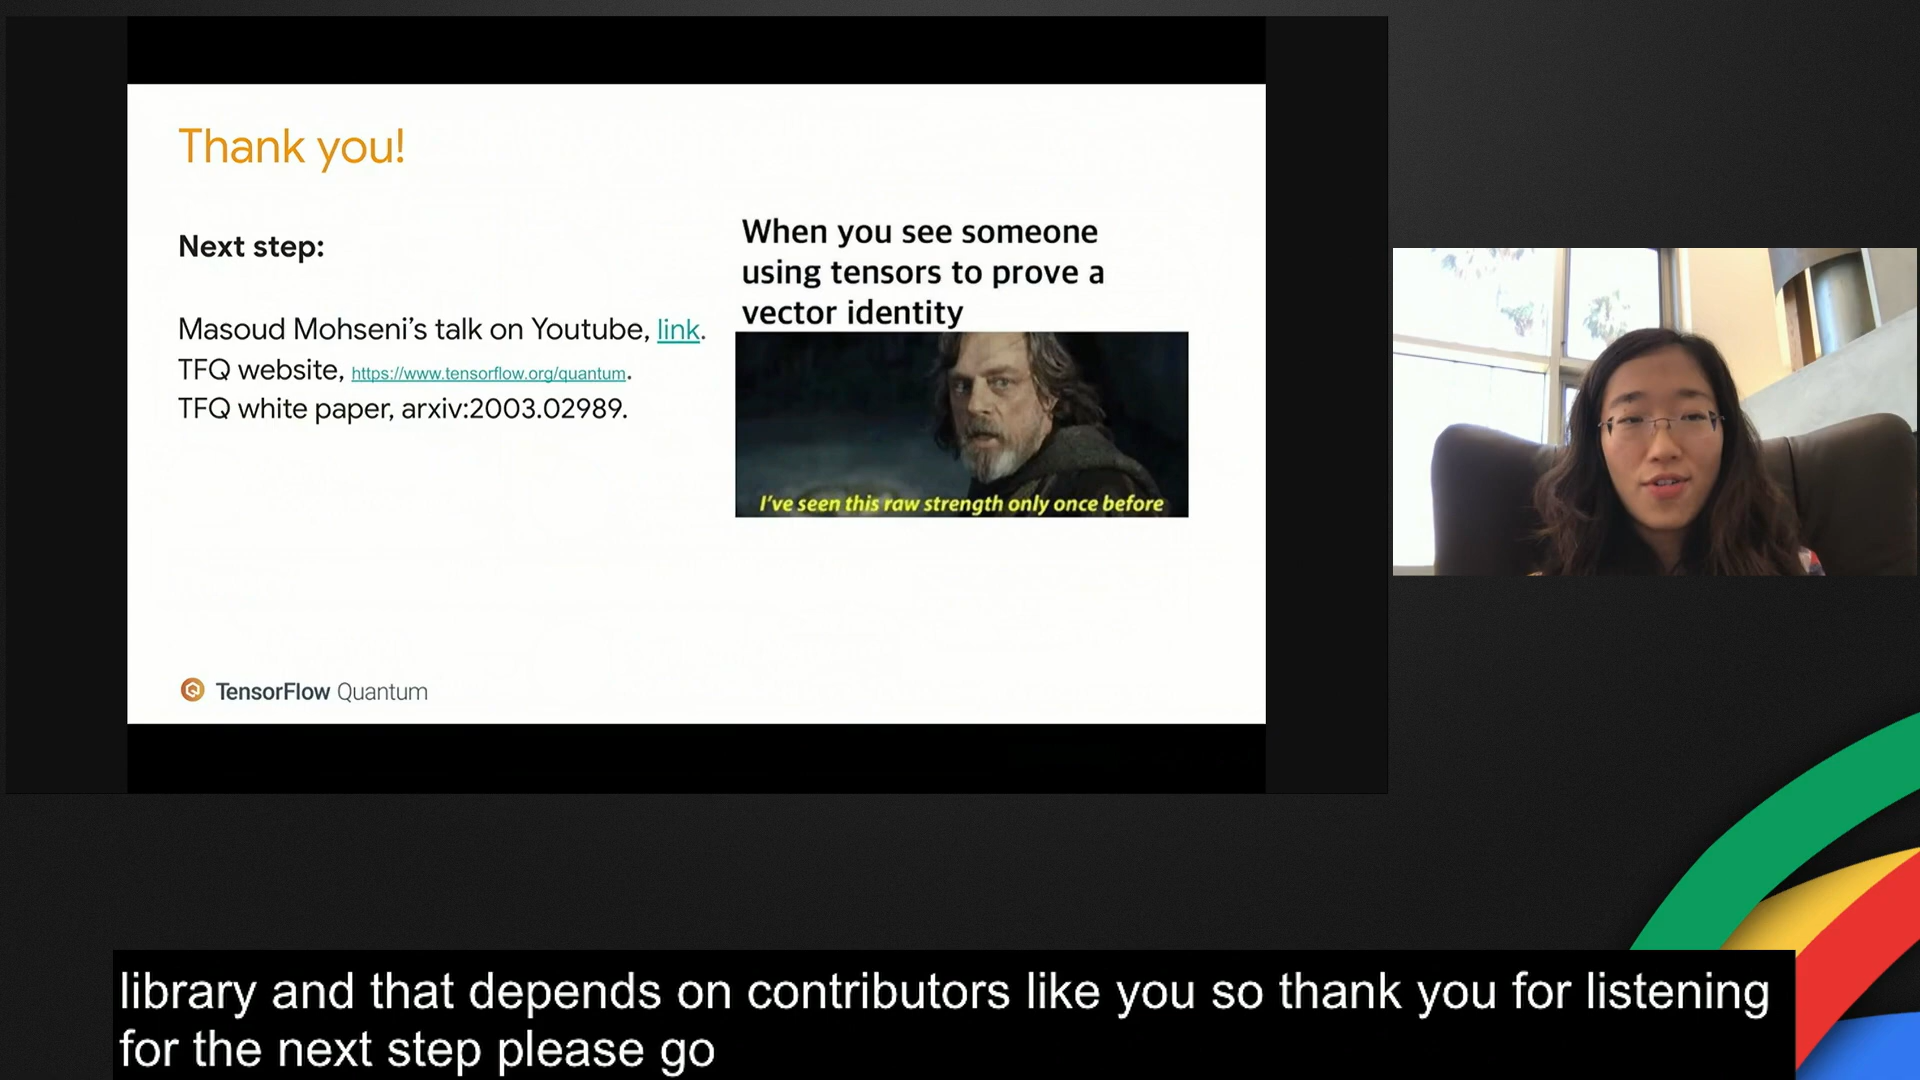 Thank you!
Next step:
Masoud Mohseni’s talk on Youtube, link.
TFQ website, https://www.tensorflow.org/quantum.
TFQ white paper, arxiv:2003.02989.
When you see someone
using tensors to prove a
vector identity
I've seen this raw strength only once before
TensorFlow Quantum
library and that depends on contributors like you so thank you for listening
for the next step please go